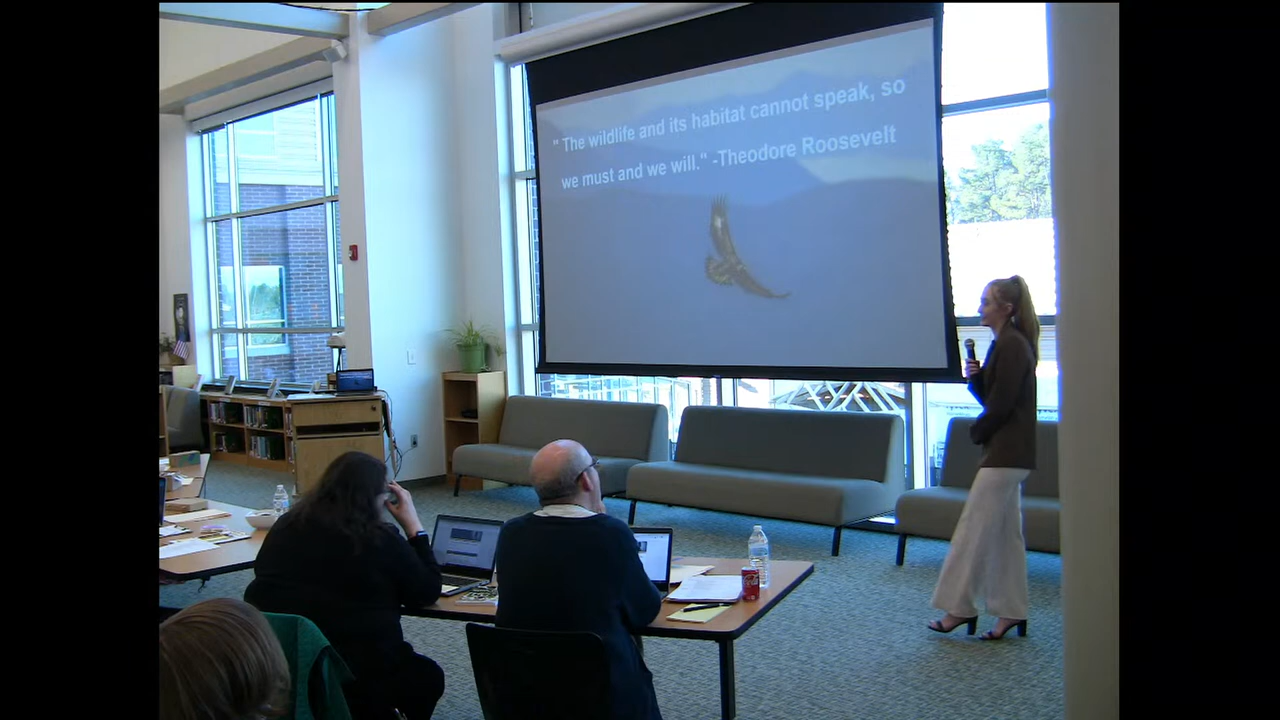 " The wildlife and its habitat cannot speak, so
we must and we will." -Theodore Roosevelt